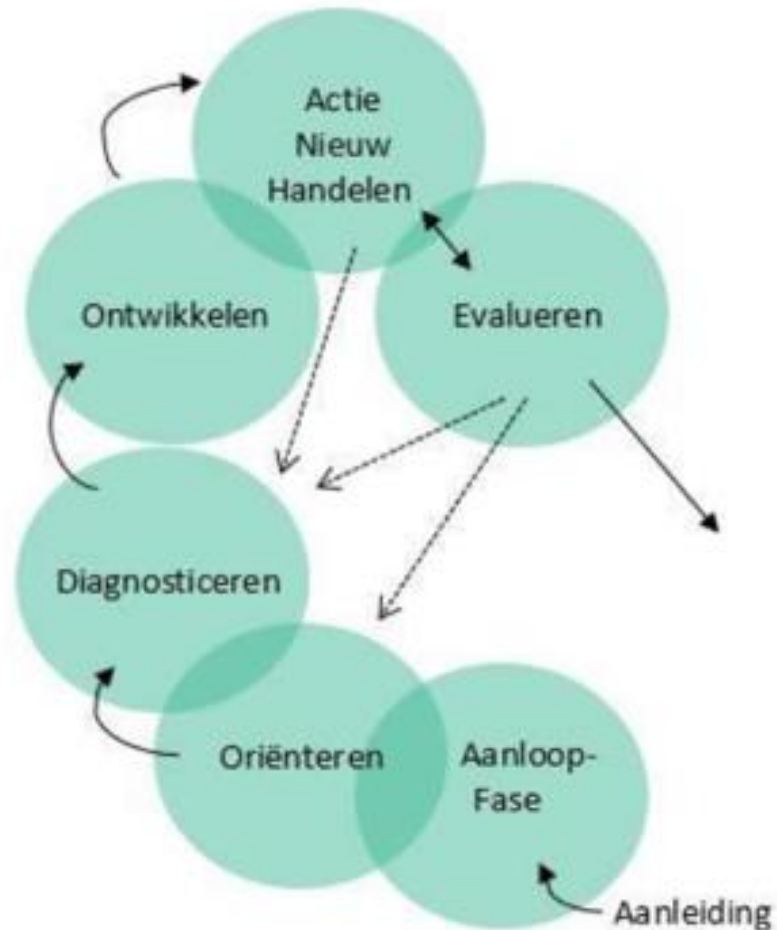 Actie
Nieuw
Handelen
Ontwikkelen
Evalueren
Diagnosticeren
Oriënteren
Aanloop-
Fase
Aanleiding